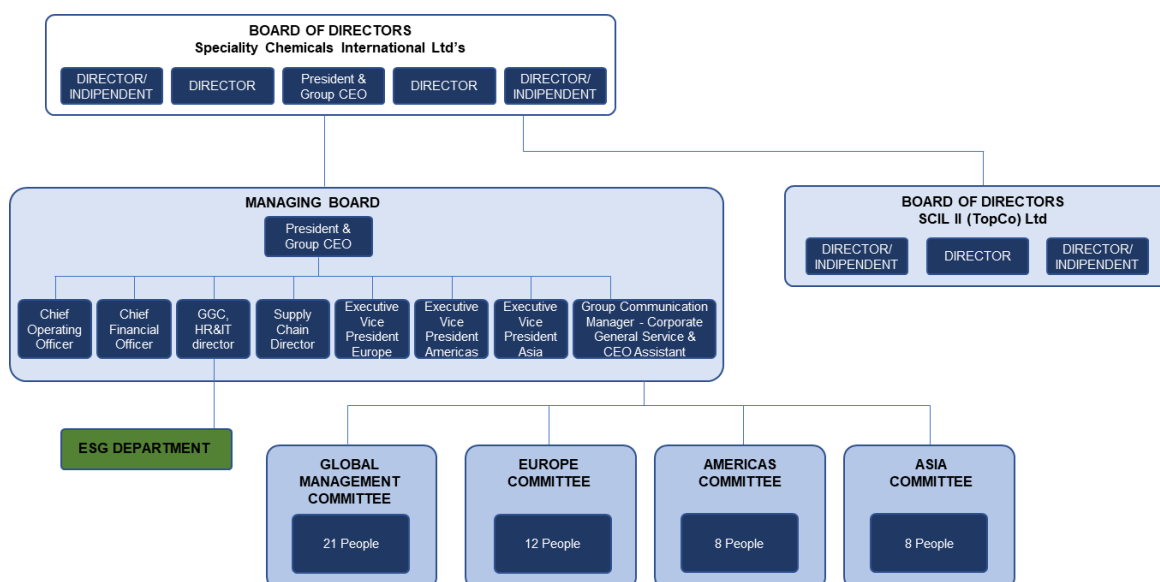 BOARD OF DIRECTORS
Speciality Chemicals International Ltd's
DIRECTOR/
INDIPENDENT
DIRECTOR
President &
Group CEO
DIRECTOR
DIRECTOR/
INDIPENDENT
MANAGING BOARD
President &
Group CEO
Chief
Operating
Officer
Chief
Financial
Officer
GGC,
HR&IT
director
Supply
Chain
Director
Executive
Vice
President
Europe
Executive
Vice
President
Americas
Executive
Vice
President
Asia
Group Communication
Manager - Corporate
General Service &
CEO Assistant
BOARD OF DIRECTORS
SCIL II (TopCo) Ltd
DIRECTOR/
INDIPENDENT
DIRECTOR
DIRECTOR/
INDIPENDENT
ESG DEPARTMENT
GLOBAL
MANAGEMENT
COMMITTEE
21 People
EUROPE
COMMITTEE
12 People
AMERICAS
COMMITTEE
8 People
ASIA
COMMITTEE
8 People